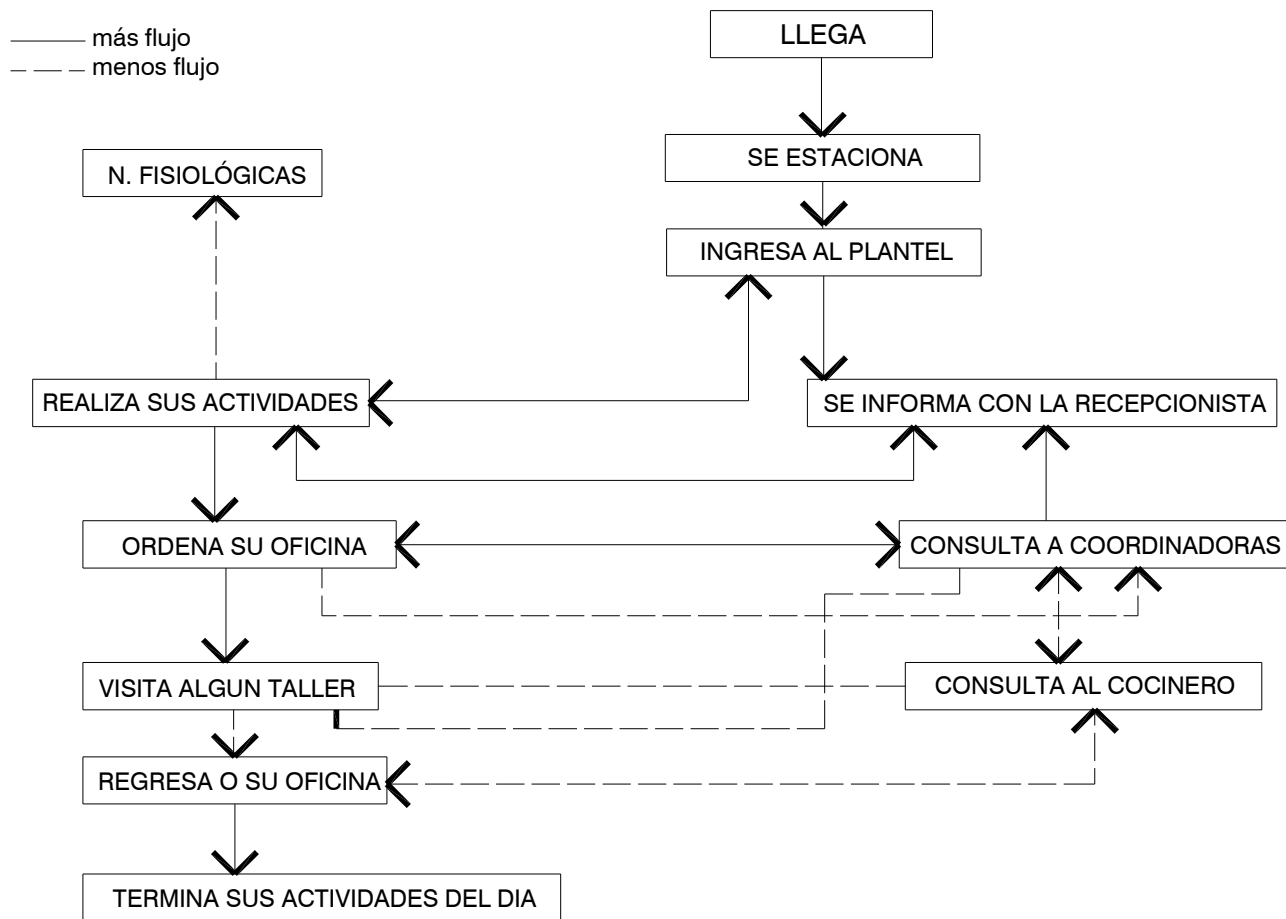 más flujo
menos flujo
LLEGA
SE ESTACIONA
N. FISIOLÓGICAS
INGRESA AL PLANTEL
REALIZA SUS ACTIVIDADES
SE INFORMA CON LA RECEPCIONISTA
ORDENA SU OFICINA
CONSULTA A COORDINADORAS
VISITA ALGUN TALLER
CONSULTA AL COCINERO
REGRESA O SU OFICINA
TERMINA SUS ACTIVIDADES DEL DIA